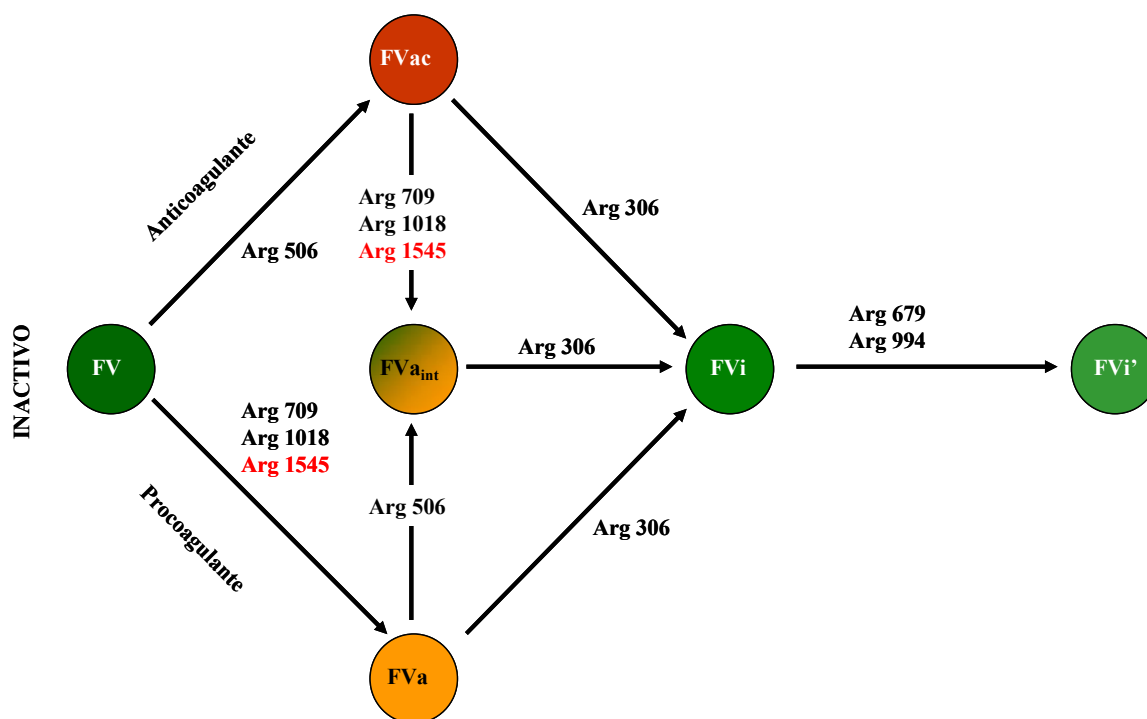 FVac
Anticoagulante
Arg 506
Arg 709
Arg 1018
Arg 1545
Arg 306
INACTIVO
FV
FVaint
Arg 306
FVi
Arg 679
Arg 994
FVi’
Arg 709
Arg 1018
Arg 1545
Procoagulante
Arg 506
Arg 306
FVa